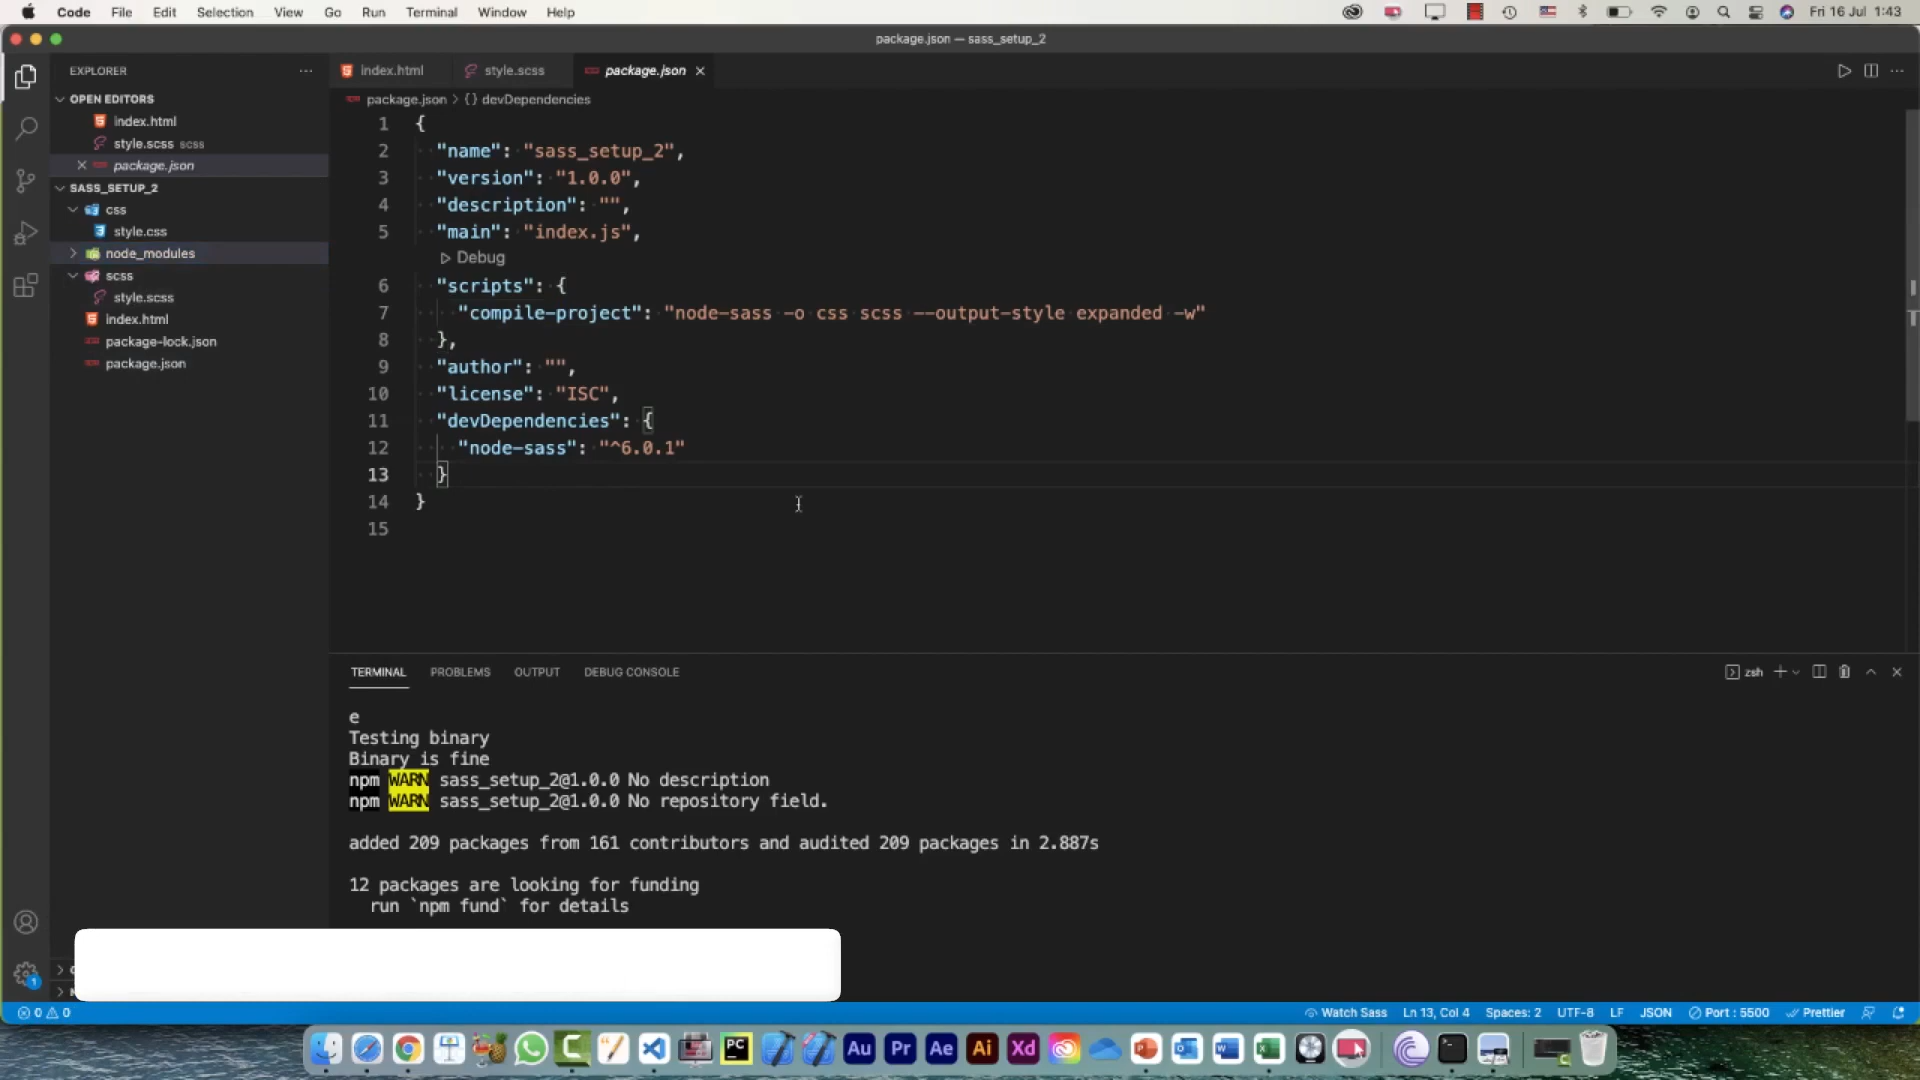 Code File Edit Selection View Go Run Terminal Window Help Fri 16 Jul 1:43
package.json — sass_setup_2
EXPLORER
OPEN EDITORS
index.html
style.scss scss
package.json
SASS_SETUP_2
css
style.css
node_modules
scss
style.scss
index.html
package-lock.json
package.json
index.html style.scss package.json
package.json > {} devDependencies
1 {
2 "name": "sass_setup_2",
3 "version": "1.0.0",
4 "description": "",
5 "main": "index.js",
Debug
6 "scripts": {
7 "compile-project": "node-sass -o css scss --output-style expanded -w"
8 },
9 "author": "",
10 "license": "ISC",
11 "devDependencies": {
12 "node-sass": "^6.0.1"
13 }
14 }
15
TERMINAL PROBLEMS OUTPUT DEBUG CONSOLE zsh
e
Testing binary
Binary is fine
npm WARN sass_setup_2@1.0.0 No description
npm WARN sass_setup_2@1.0.0 No repository field.
added 209 packages from 161 contributors and audited 209 packages in 2.887s
12 packages are looking for funding
run `npm fund` for details
1
0 0 Watch Sass Ln 13, Col 4 Spaces: 2 UTF-8 LF JSON Port : 5500 Prettier
PC Au Pr Ae Ai Xd